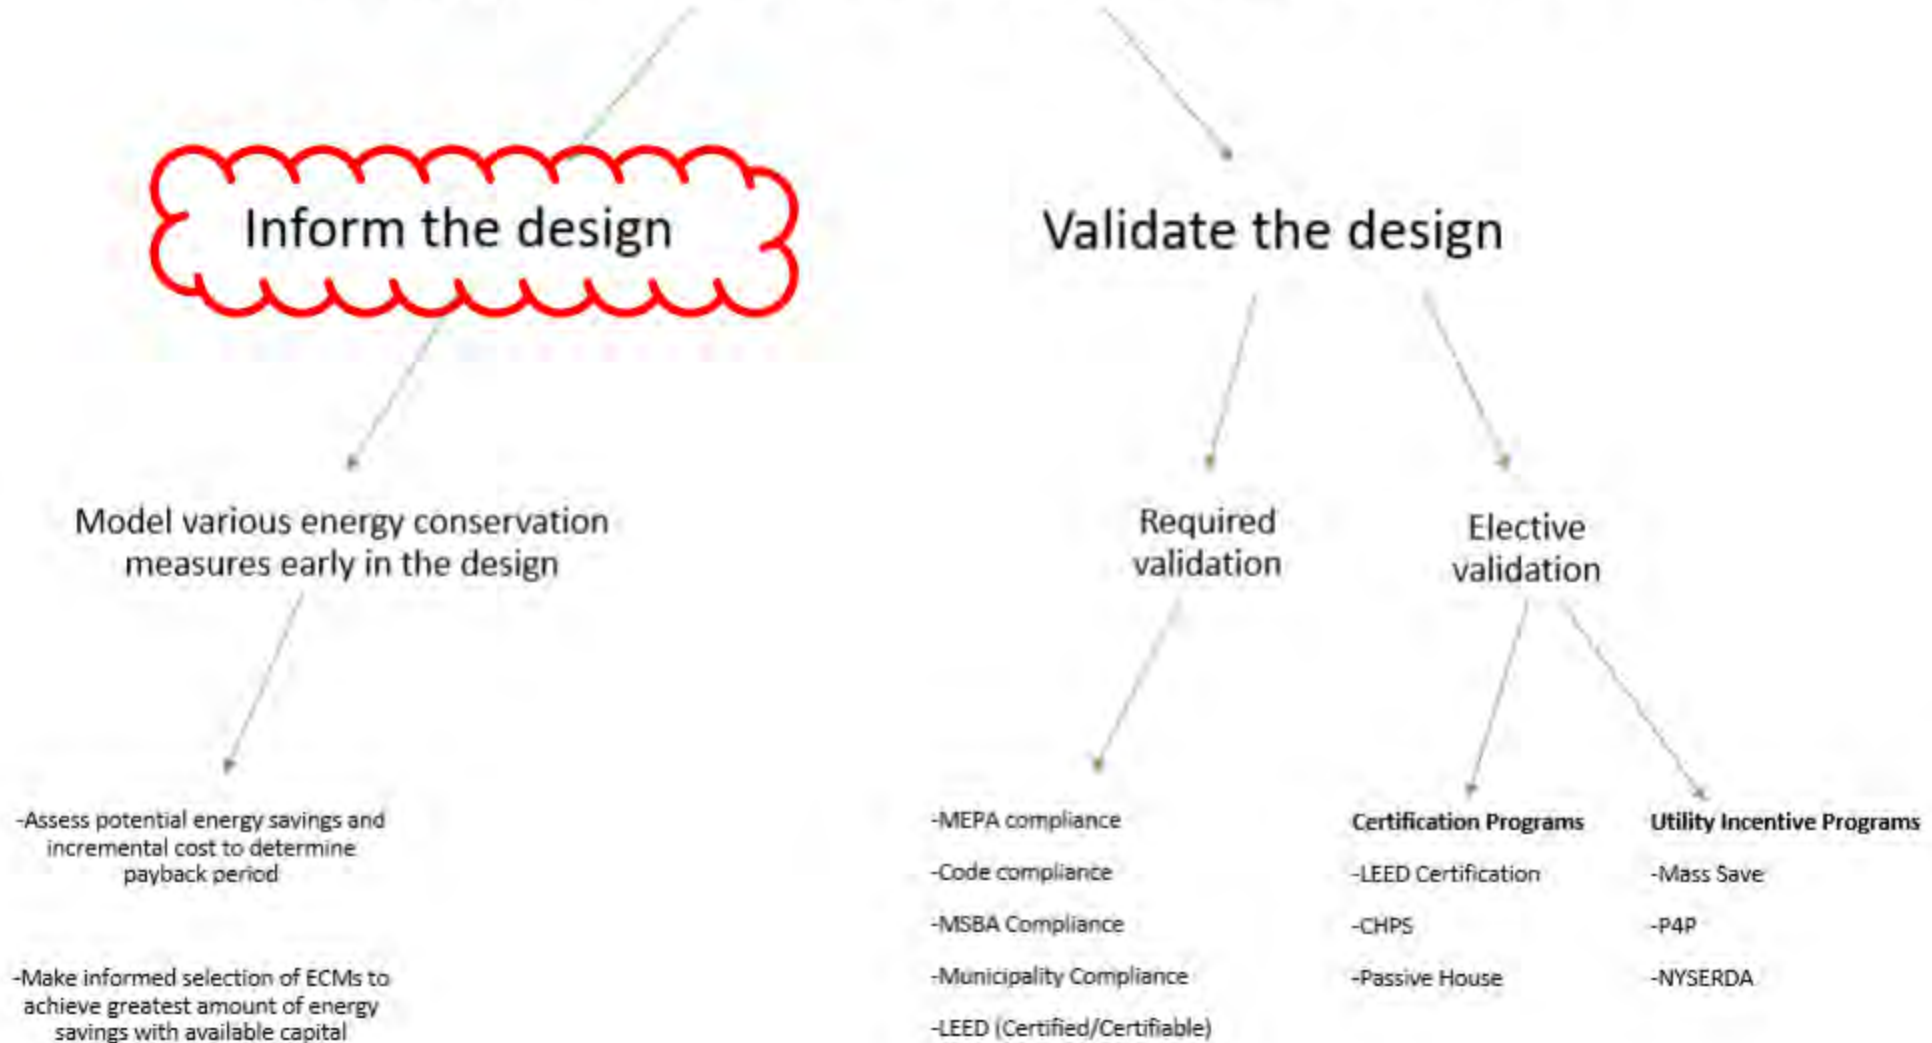 Inform the design
Validate the design
Model various energy conservation
measures early in the design
Required
validation
Elective
validation
-Assess potential energy savings and
incremental cost to determine
payback period
-Make informed selection of ECMs to
achieve greatest amount of energy
savings with available capital
-MEPA compliance
-Code compliance
-MSBA Compliance
-Municipality Compliance
-LEED (Certified/Certifiable)
Certification Programs
-LEED Certification
-CHPS
-Passive House
Utility Incentive Programs
-Mass Save
-P4P
-NYSERDA